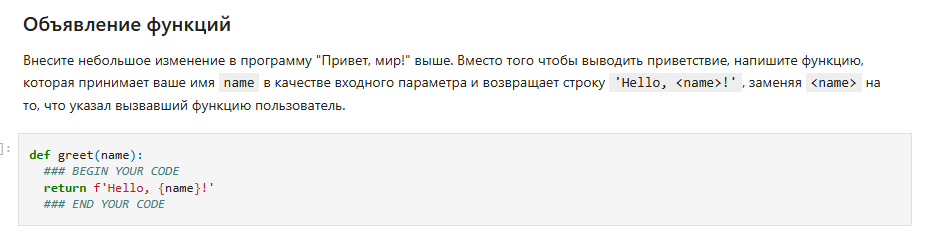 Объявление функций
Внесите небольшое изменение в программу "Привет, мир!" выше. Вместо того чтобы выводить приветствие, напишите функцию,
которая принимает ваше имя name в качестве входного параметра и возвращает строку 'Hello, <name>!' , заменяя <name> на
то, что указал вызвавший функцию пользователь.
]:
def greet(name):
  ### BEGIN YOUR CODE
  return f'Hello, {name}!'
  ### END YOUR CODE